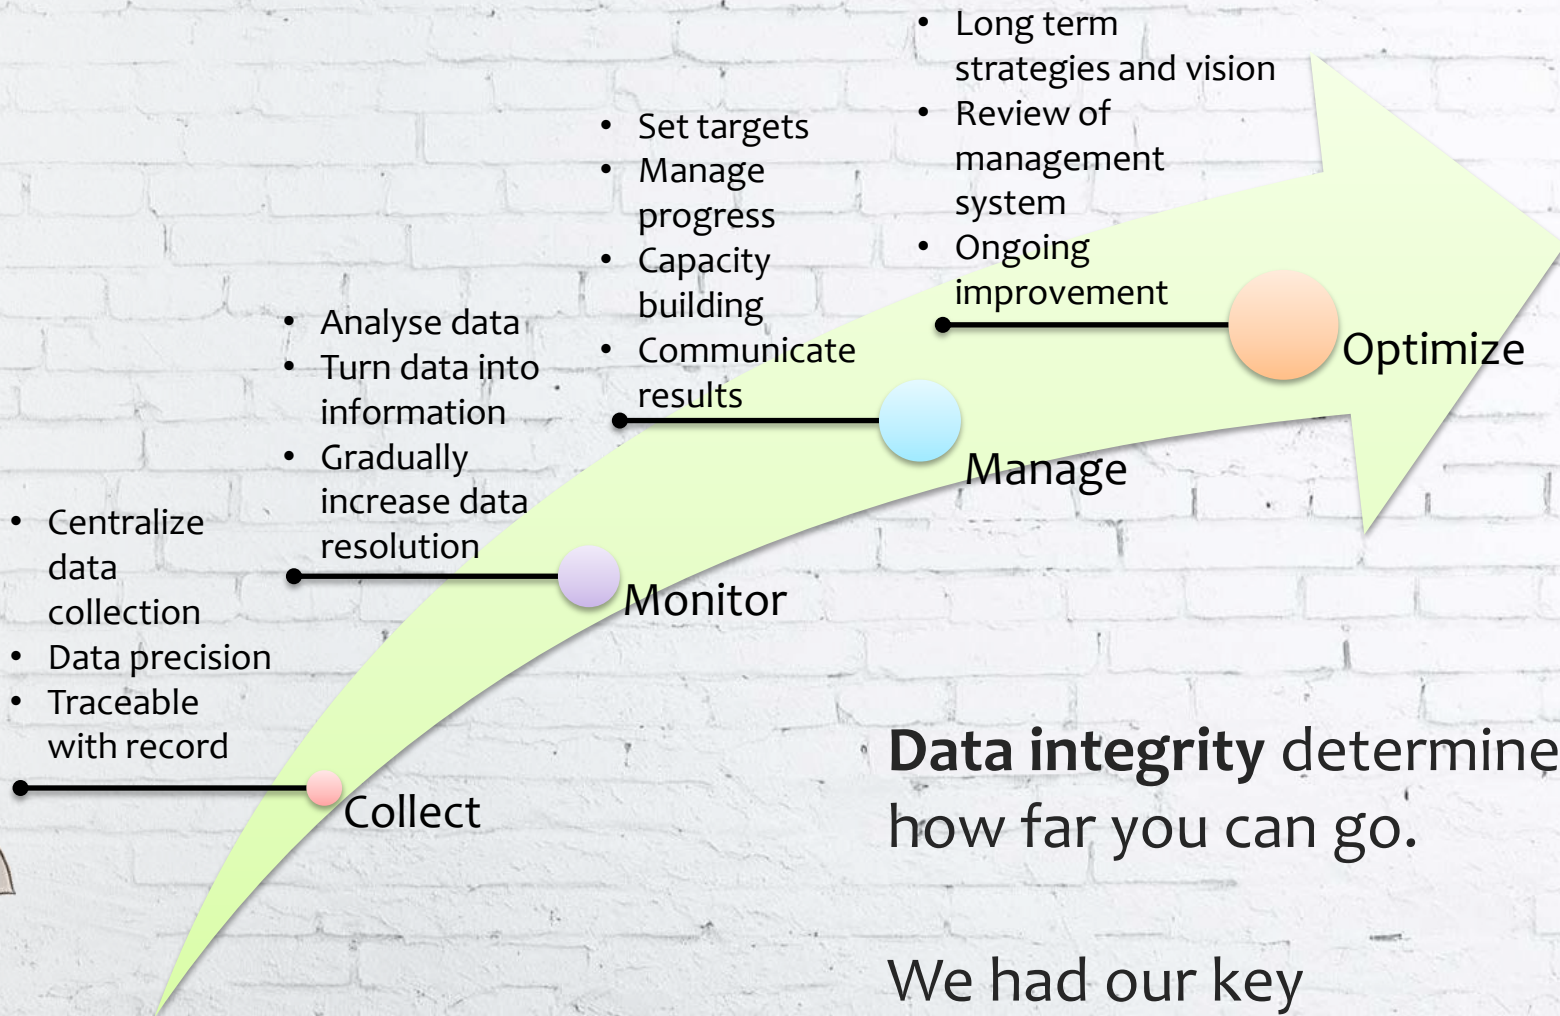 • Long term
strategies and vision
• Review of
management
system
• Ongoing
improvement
Optimize
• Set targets
• Manage
progress
• Capacity
building
• Communicate
results
Manage
• Analyse data
• Turn data into
information
• Gradually
increase data
resolution
Monitor
• Centralize
data
collection
• Data precision
• Traceable
with record
Collect
Data integrity determine
how far you can go.
We had our key